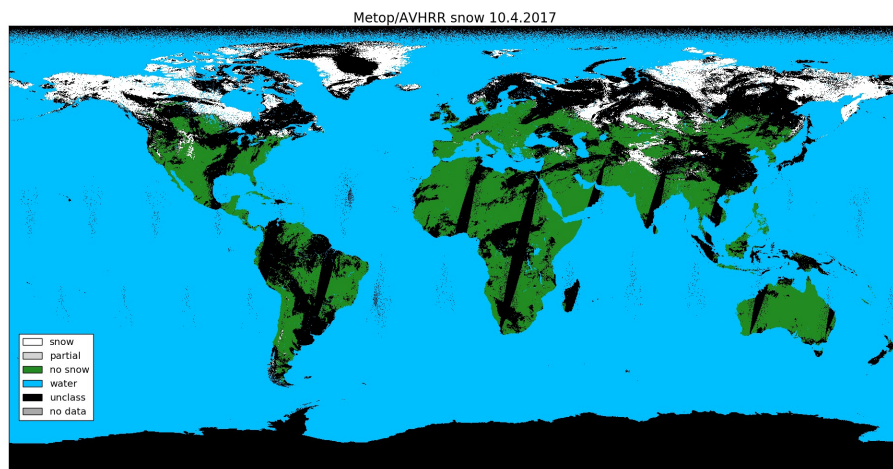 Metop/AVHRR snow 10.4.2017
snow
partial
no snow
water
unclass
no data